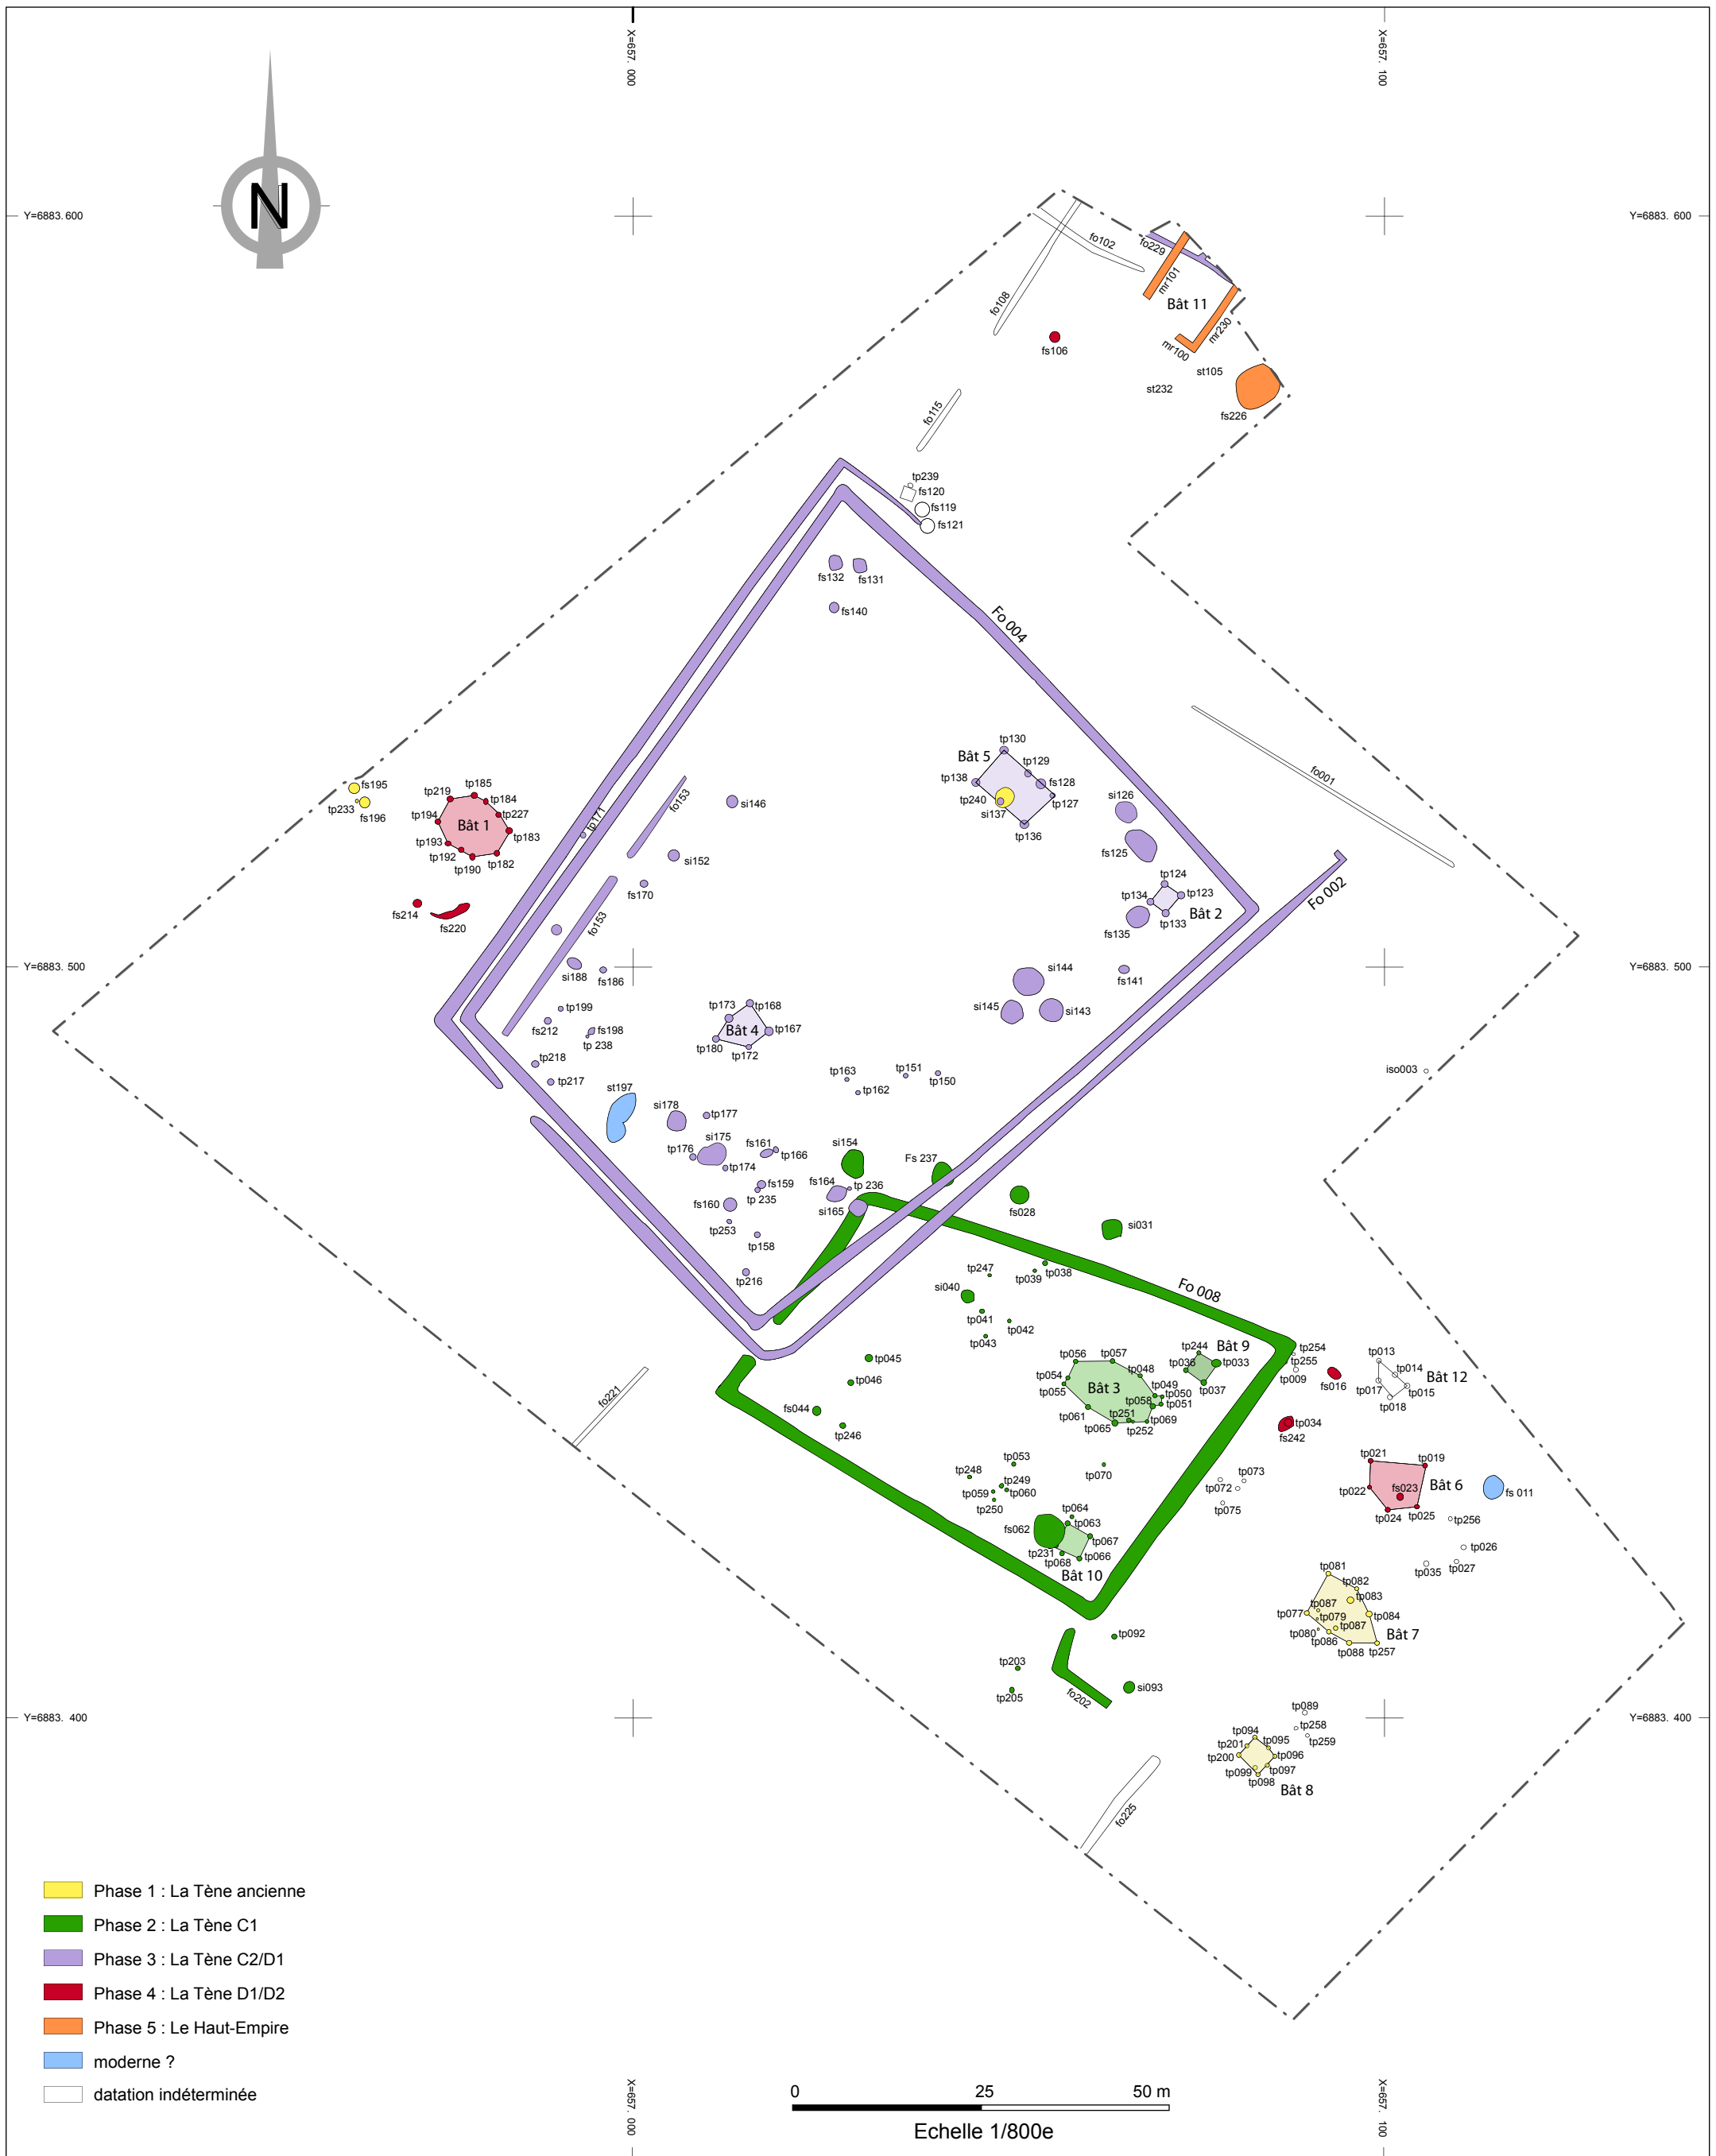 X=657. 000
X=657. 100
N
Y=6883.600
Y=6883.600
fo102
fo229
mr101
Bât 11
fo108
mr230
mr100
fs106
st105
st232
fs226
fo115
tp239
fs120
fs119
fs121
fs132
fs131
fs140
Fo 004
fo001
tp130
Bât 5
tp129
fs128
tp138
tp127
tp240
si137
tp136
si126
fs125
tp124
tp134
tp123
tp133
Bât 2
fs135
Fo 002
fs195
tp233
fs196
tp219
tp185
tp184
tp227
tp194
Bât 1
tp183
tp193
tp192
tp190
tp182
fs214
fs220
tp171
fo153
si146
si152
fs170
fo153
Y=6883. 500
Y=6883. 500
si188
fs186
si144
fs141
si145
si143
tp199
fs212
fs198
tp 238
tp173
tp168
Bât 4
tp167
tp180
tp172
tp218
tp217
tp163
tp162
tp151
tp150
iso003
st197
si178
tp177
si175
tp176
tp174
fs161
tp166
si154
Fs 237
fs159
tp 235
fs164
tp 236
fs160
si165
fs028
si031
tp253
tp158
tp216
tp247
tp039
tp038
si040
tp041
tp042
tp043
Fo 008
tp045
tp046
fs044
tp246
fo221
tp056
tp057
tp048
tp054
tp055
Bât 3
tp049
tp050
tp058
tp051
tp061
tp251
tp069
tp065
tp252
tp244
Bât 9
tp036
tp033
tp037
tp254
tp255
tp009
fs016
tp013
tp014
Bât 12
tp017
tp015
tp018
tp034
fs242
tp021
tp019
Bât 6
tp022
fs023
tp024
tp025
fs 011
tp256
tp026
tp027
tp035
tp073
tp072
tp075
tp053
tp070
tp248
tp249
tp059
tp060
tp250
tp064
tp063
fs062
tp067
tp231
tp068
tp066
Bât 10
tp081
tp082
tp083
tp087
tp077
tp079
tp084
tp087
tp080
tp086
Bât 7
tp088
tp257
tp092
tp203
tp205
fo202
si093
Y=6883. 400
Y=6883. 400
tp089
tp258
tp259
tp094
tp095
tp201
tp200
tp096
tp099
tp097
tp098
Bât 8
fo225
Phase 1 : La Tène ancienne
Phase 2 : La Tène C1
Phase 3 : La Tène C2/D1
Phase 4 : La Tène D1/D2
Phase 5 : Le Haut-Empire
moderne ?
datation indéterminée
0 25 50 m
Echelle 1/800e
X=657. 000
X=657. 100